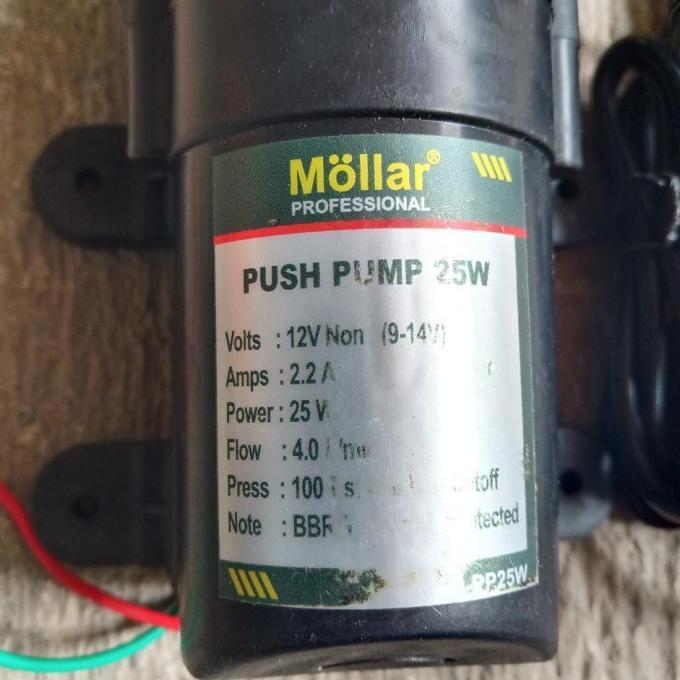 Möllar®
PROFESSIONAL
PUSH PUMP 25W
Volts : 12V Non (9-14V)
Amps : 2.2 A
Power : 25 W
Flow : 4.0
Press : 100
Note :
PP25W